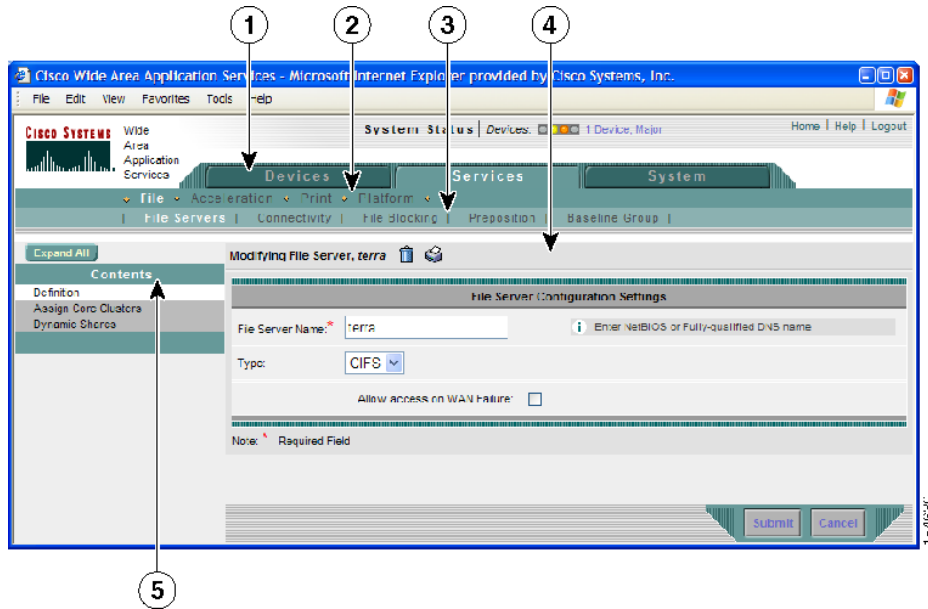 1 2 3 4
Cisco Wide Area Application Services - Microsoft Internet Explorer provided by Cisco Systems, Inc.
File Edit View Favorites Tools Help
CISCO SYSTEMS
Wide
Area
Application
Services
System Status | Devices: 1 Device, Major
Home | Help | Logout
Devices Services System
File Acceleration Print Platform
| File Servers | Connectivity | File Blocking | Preposition | Baseline Group |
Expand All
Contents
Definition
Assign Core Clusters
Dynamic Shares
Modifying File Server, terra
File Server Configuration Settings
File Server Name:* terra
i Enter NetBIOS or Fully-qualified DNS name
Type: CIFS
Allow access on WAN Failure:
Note: * Required Field
Submit Cancel
5